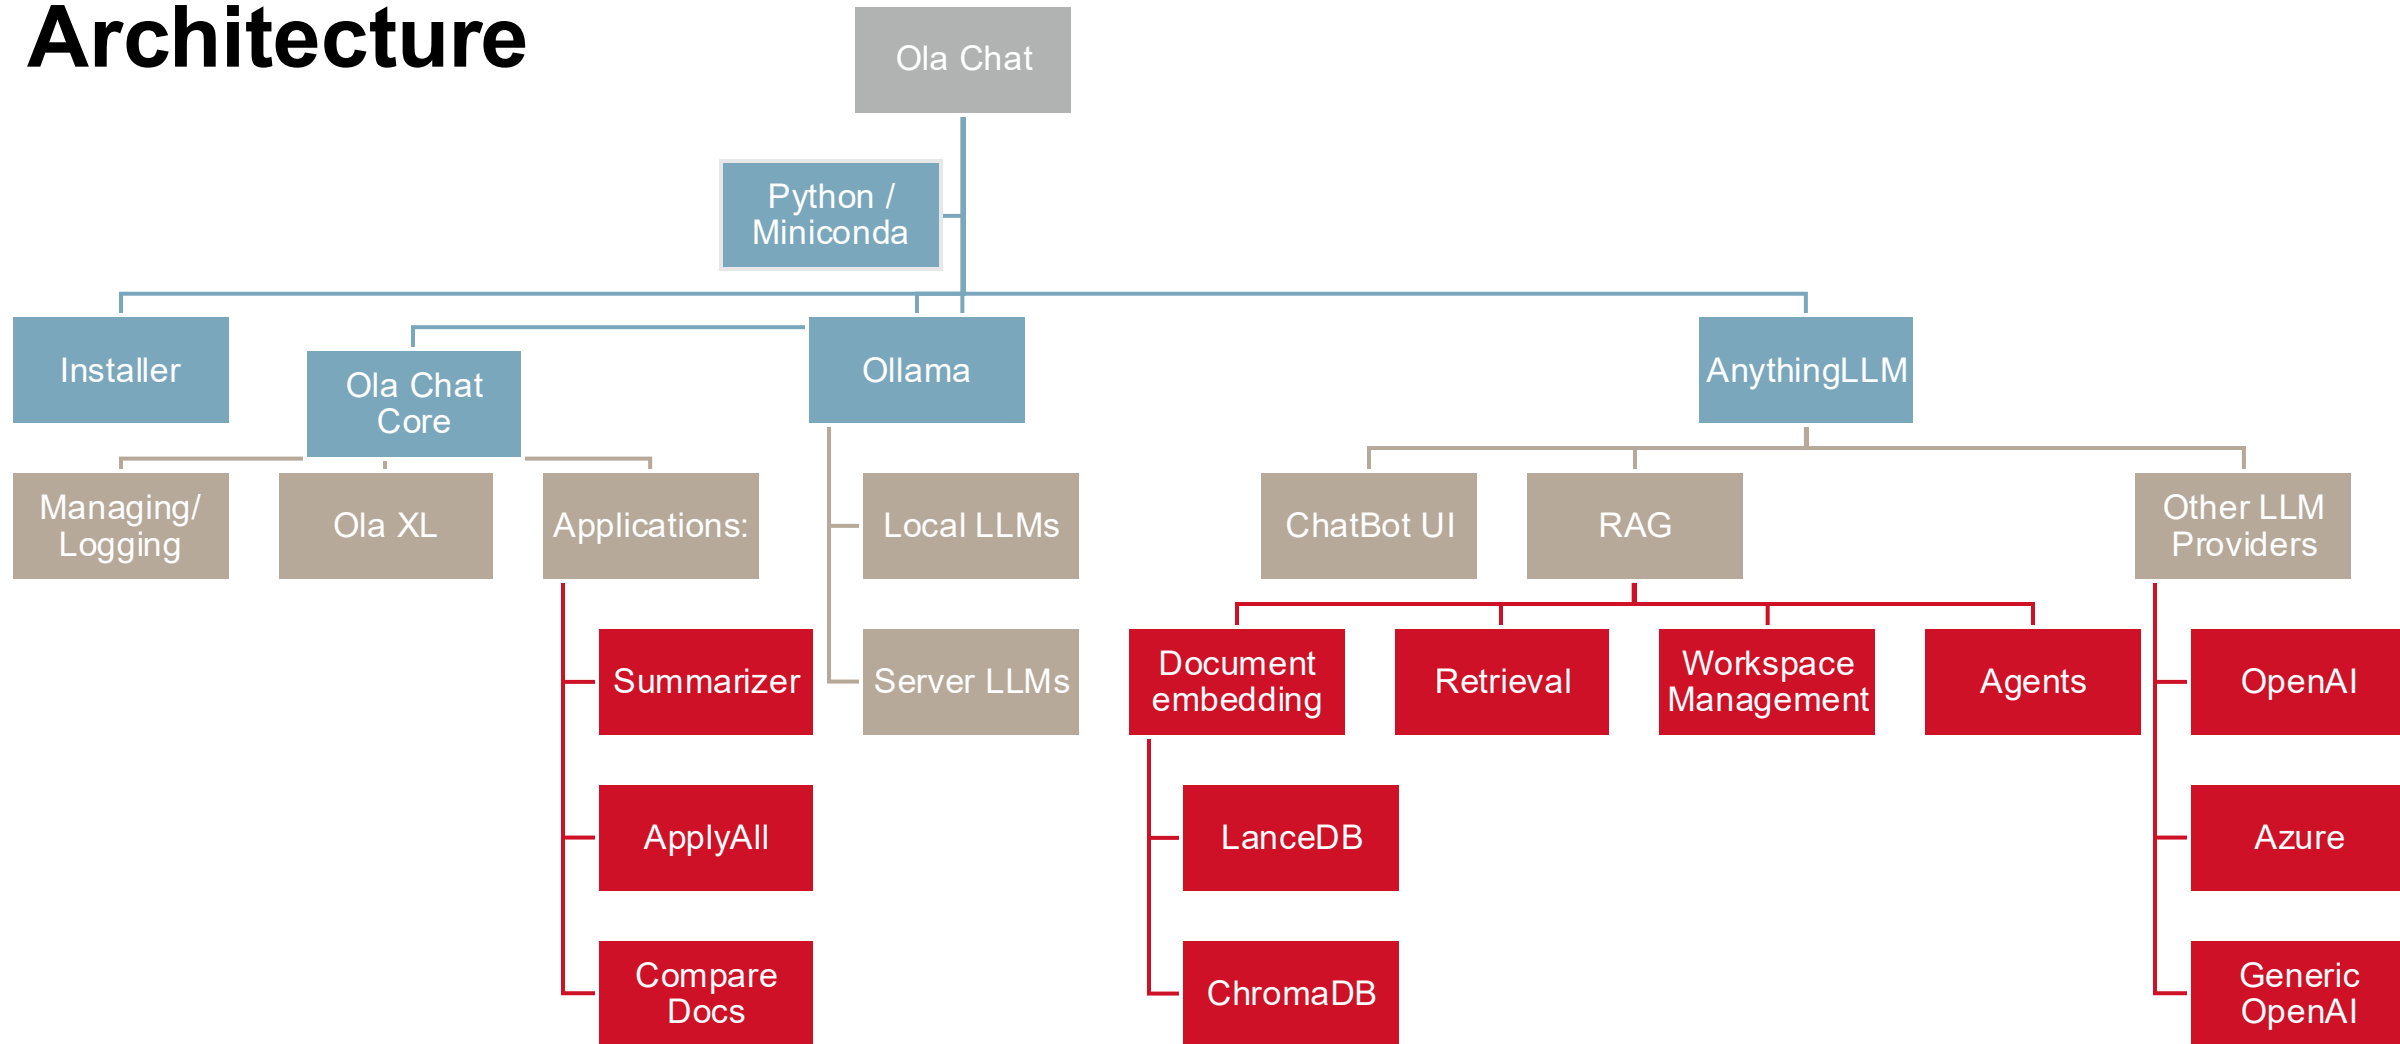 Architecture
Ola Chat
Python /
Miniconda
Installer
Ola Chat
Core
Ollama
AnythingLLM
Managing/
Logging
Ola XL
Applications:
Local LLMs
ChatBot UI
RAG
Other LLM
Providers
Summarizer
Server LLMs
Document
embedding
Retrieval
Workspace
Management
Agents
OpenAI
ApplyAll
LanceDB
Azure
Compare
Docs
ChromaDB
Generic
OpenAI